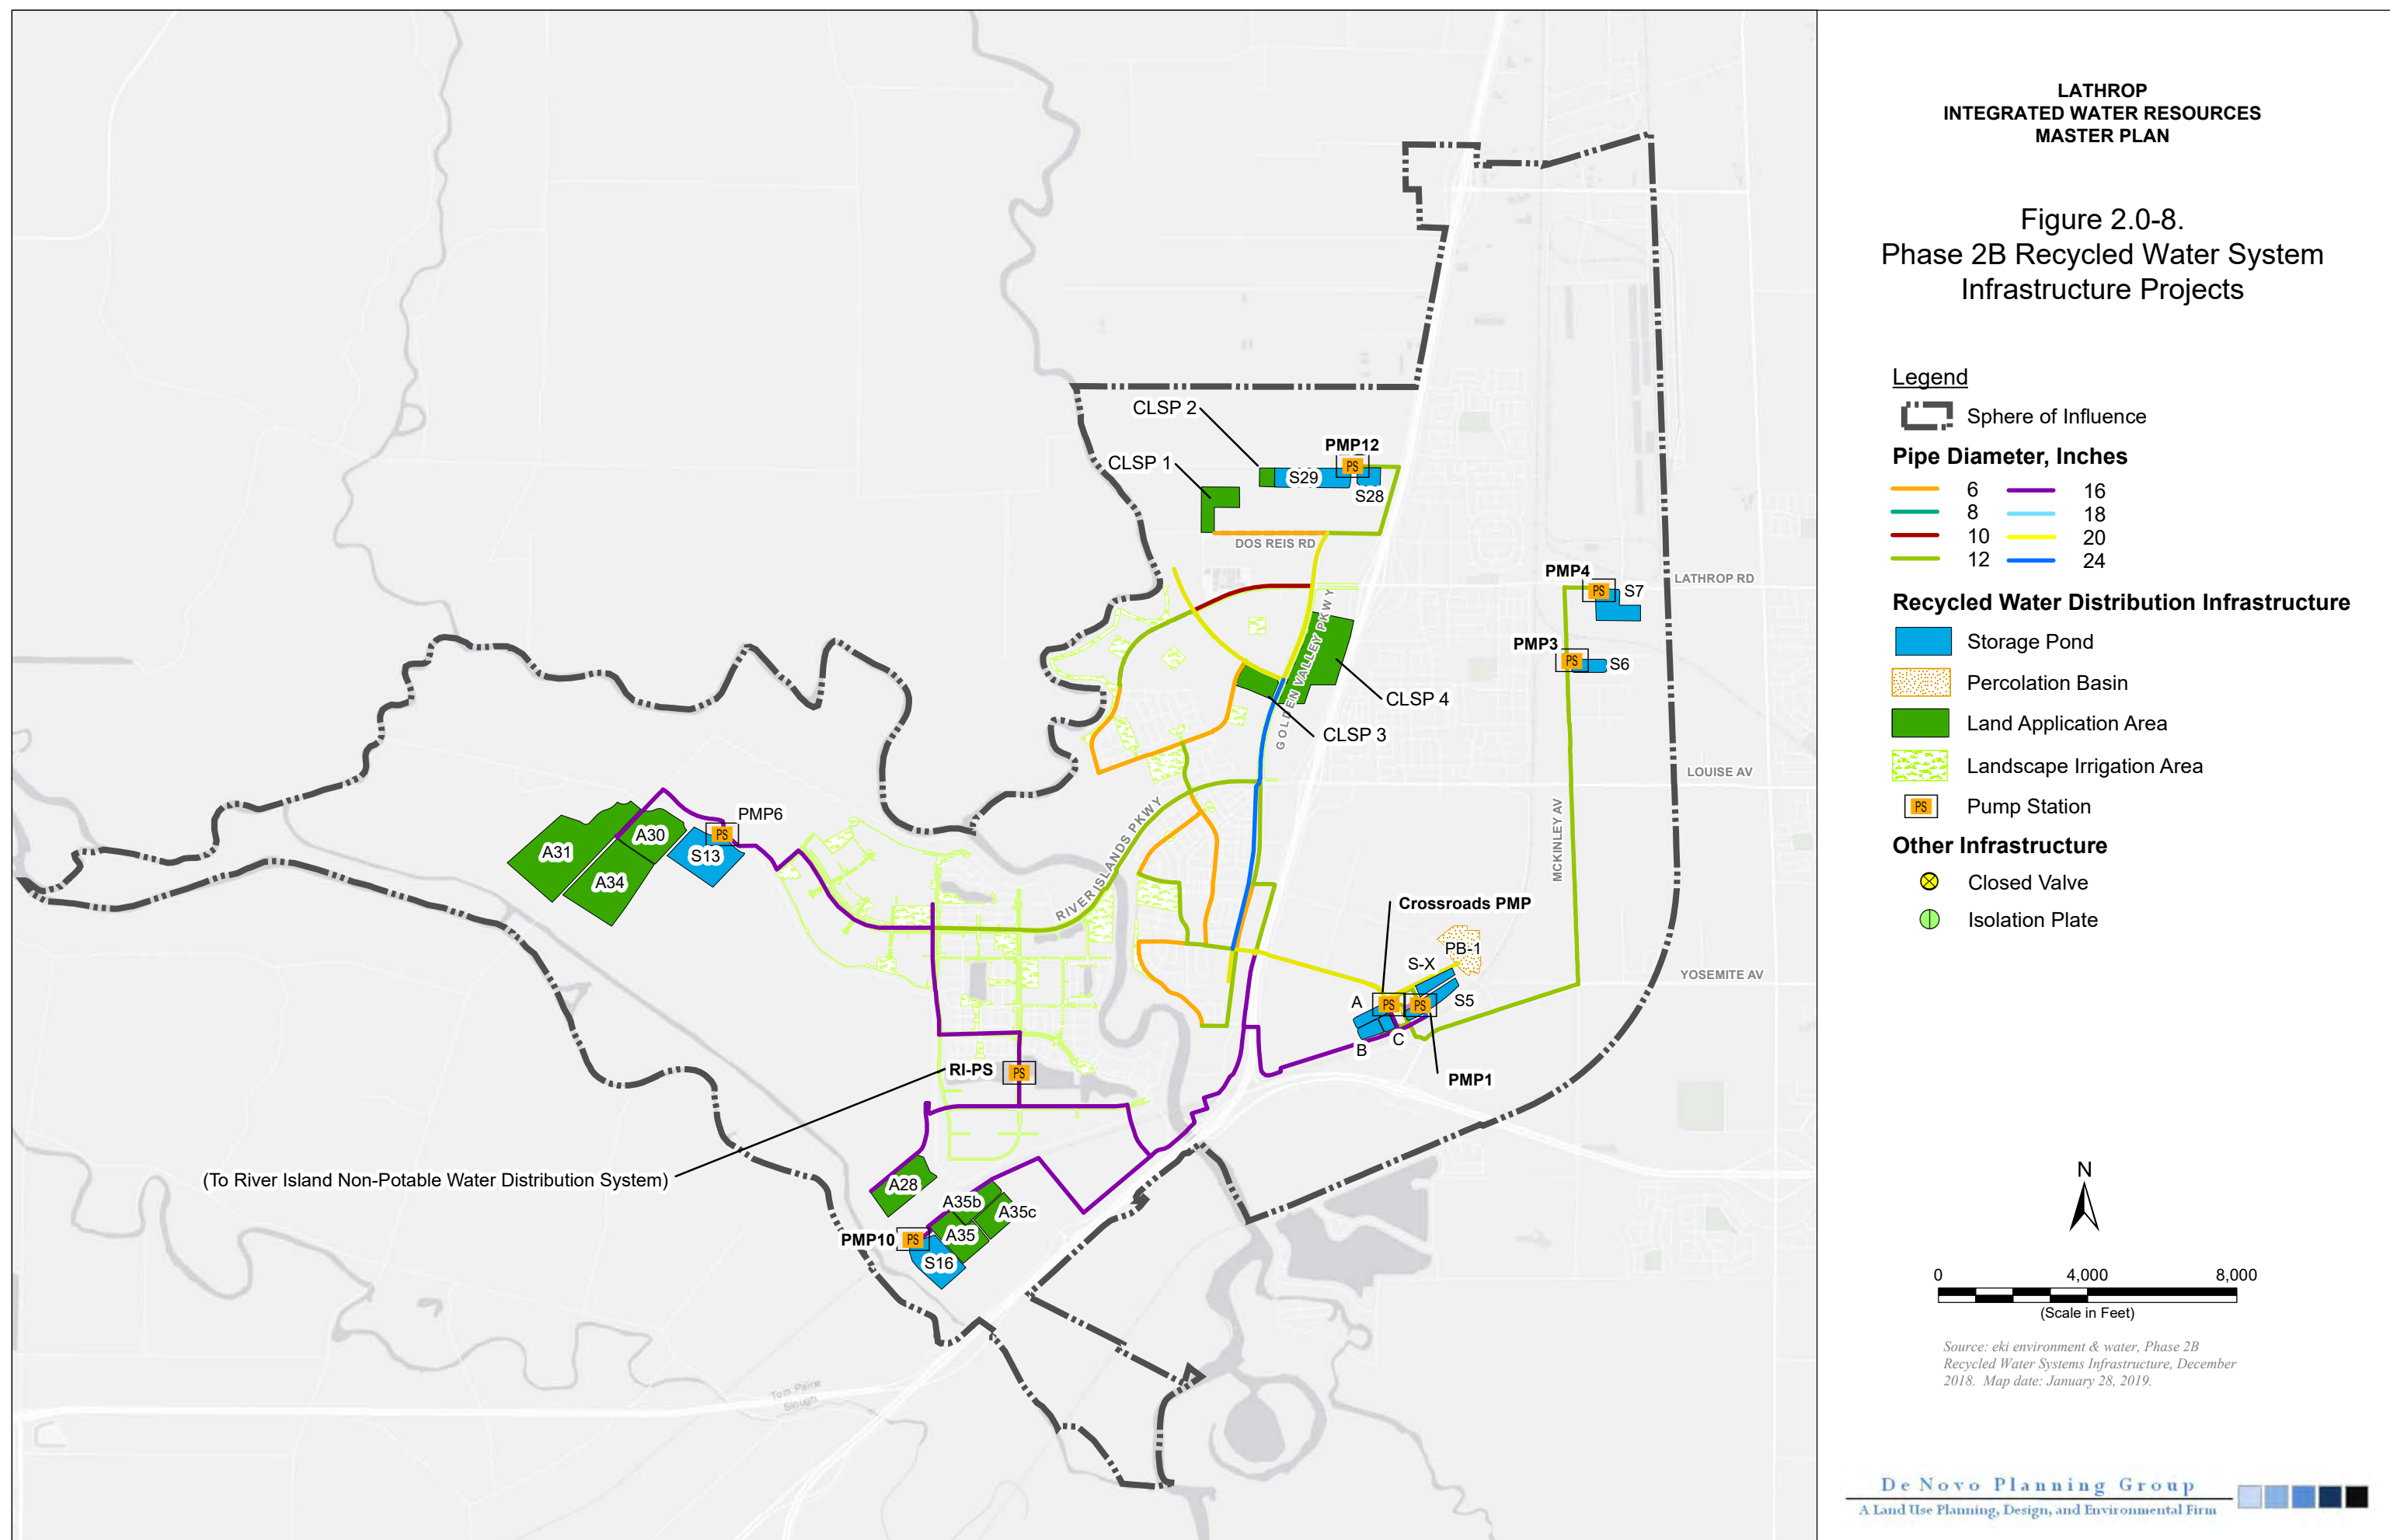 LATHROP
INTEGRATED WATER RESOURCES
MASTER PLAN
Figure 2.0-8.
Phase 2B Recycled Water System
Infrastructure Projects
Legend
Sphere of Influence
Pipe Diameter, Inches
6 16
8 18
10 20
12 24
Recycled Water Distribution Infrastructure
Storage Pond
Percolation Basin
Land Application Area
Landscape Irrigation Area
PS Pump Station
Other Infrastructure
Closed Valve
Isolation Plate
N
0 4,000 8,000
(Scale in Feet)
Source: eki environment & water, Phase 2B
Recycled Water Systems Infrastructure, December
2018. Map date: January 28, 2019.
De Novo Planning Group
A Land Use Planning, Design, and Environmental Firm
CLSP 2
PMP12
PS
CLSP 1
S29
S28
DOS REIS RD
PMP4
PS
S7
LATHROP RD
PMP3
PS
S6
GOLDEN VALLEY PKWY
CLSP 4
CLSP 3
LOUISE AV
MCKINLEY AV
RIVER ISLANDS PKWY
PMP6
PS
A30
A31
S13
A34
Crossroads PMP
PB-1
S-X
YOSEMITE AV
A
PS
PS
S5
B
C
PMP1
RI-PS
PS
(To River Island Non-Potable Water Distribution System)
A28
A35b
A35c
A35
PMP10
PS
S16
Tom Paine
Slough